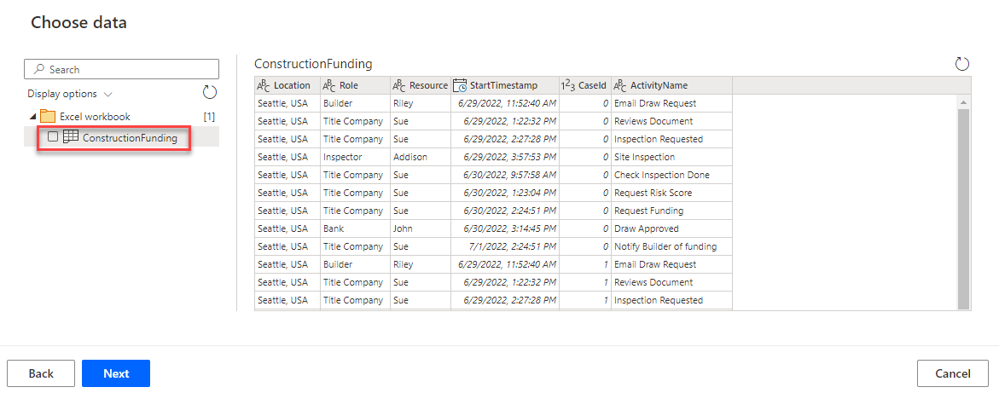 Choose data
Search
Display options
Excel workbook [1]
ConstructionFunding
ConstructionFunding
ABC Location ABC Role ABC Resource StartTimestamp 123 CaseId ABC ActivityName
Seattle, USA Builder Riley 6/29/2022, 11:52:40 AM 0 Email Draw Request
Seattle, USA Title Company Sue 6/29/2022, 1:22:32 PM 0 Reviews Document
Seattle, USA Title Company Sue 6/29/2022, 2:27:28 PM 0 Inspection Requested
Seattle, USA Inspector Addison 6/29/2022, 3:57:53 PM 0 Site Inspection
Seattle, USA Title Company Sue 6/30/2022, 9:57:58 AM 0 Check Inspection Done
Seattle, USA Title Company Sue 6/30/2022, 1:23:04 PM 0 Request Risk Score
Seattle, USA Title Company Sue 6/30/2022, 2:24:51 PM 0 Request Funding
Seattle, USA Bank John 6/30/2022, 3:14:45 PM 0 Draw Approved
Seattle, USA Title Company Sue 7/1/2022, 2:24:51 PM 0 Notify Builder of funding
Seattle, USA Builder Riley 6/29/2022, 11:52:40 AM 1 Email Draw Request
Seattle, USA Title Company Sue 6/29/2022, 1:22:32 PM 1 Reviews Document
Seattle, USA Title Company Sue 6/29/2022, 2:27:28 PM 1 Inspection Requested
Back Next Cancel